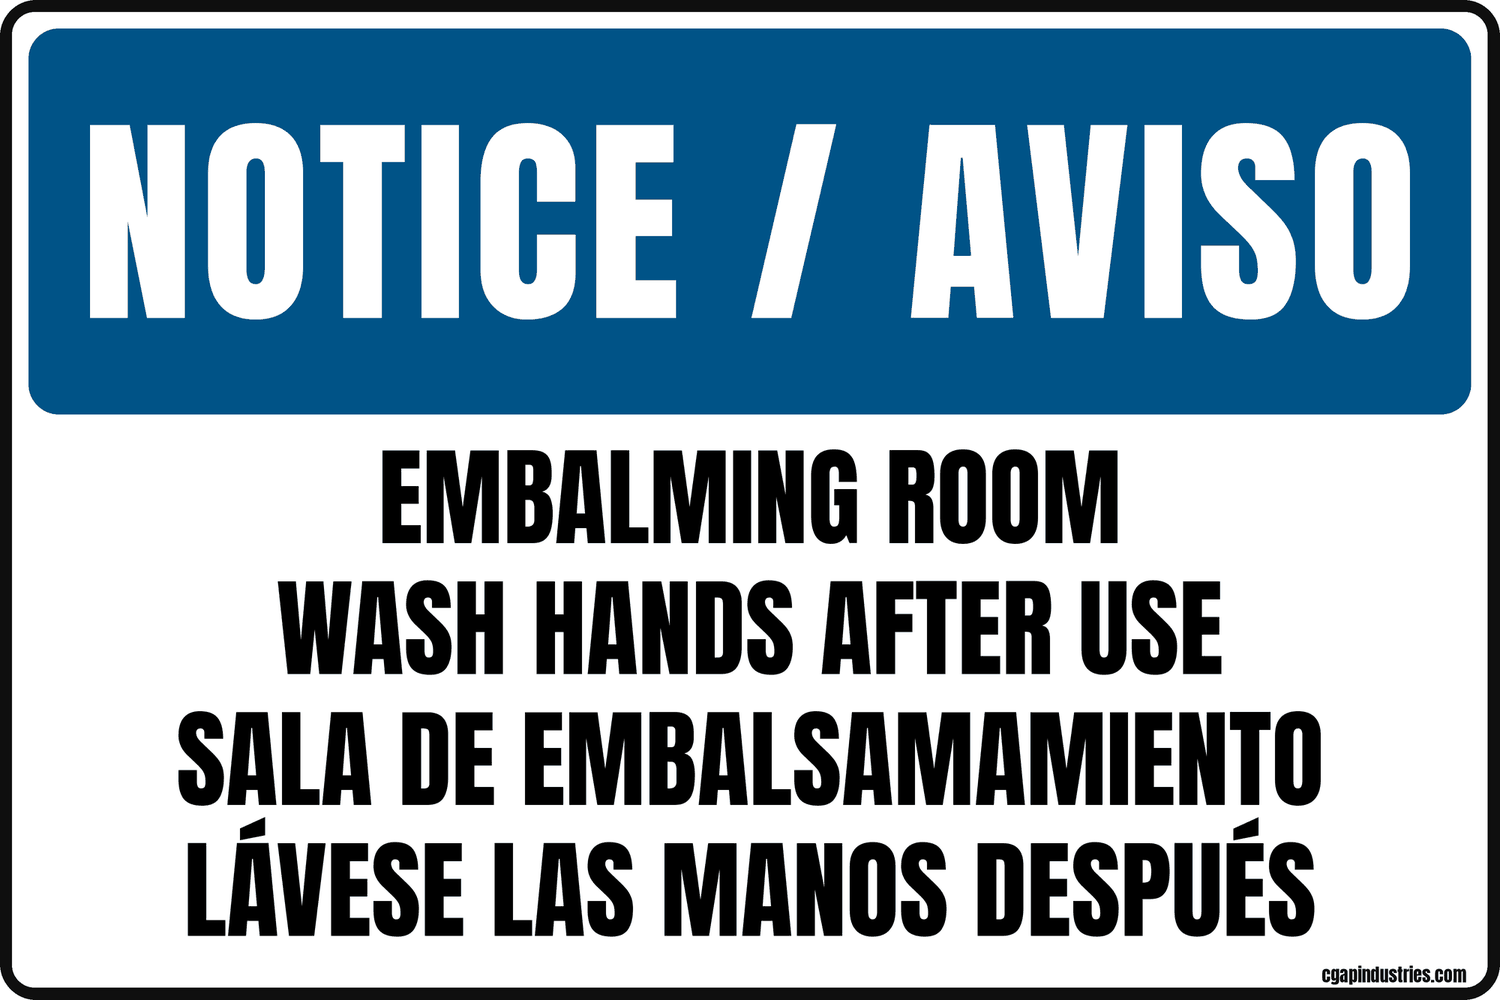 NOTICE / AVISO
EMBALMING ROOM
WASH HANDS AFTER USE
SALA DE EMBALSAMAMIENTO
LÁVESE LAS MANOS DESPUÉS
cgapindustries.com